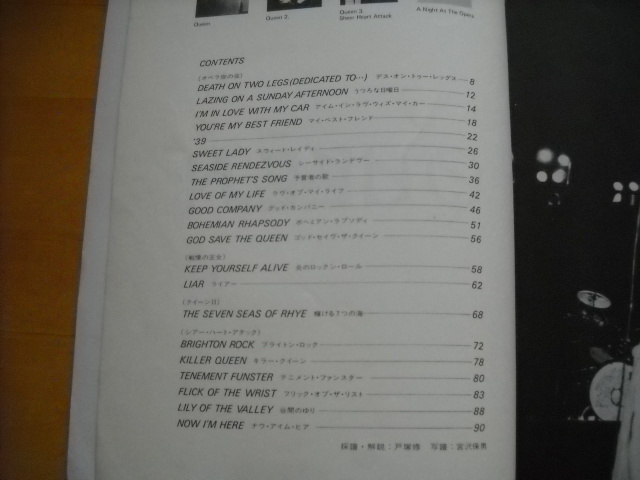 Queen
Queen 2.
Queen 3
Sheer Heart Attack
A Night At The Opera
CONTENTS
(オペラ座の夜)
DEATH ON TWO LEGS(DEDICATED TO…) デス・オン・トゥー・レッグス 8
LAZING ON A SUNDAY AFTERNOON うつろな日曜日 12
I'M IN LOVE WITH MY CAR アイム・イン・ラヴ・ウィズ・マイ・カー 14
YOU'RE MY BEST FRIEND マイ・ベスト・フレンド 18
'39 22
SWEET LADY スウィート・レイディ 26
SEASIDE RENDEZVOUS シーサイド・ランデヴー 30
THE PROPHET'S SONG 予言者の歌 36
LOVE OF MY LIFE ラヴ・オブ・マイ・ライフ 42
GOOD COMPANY グッド・カンパニー 46
BOHEMIAN RHAPSODY ボヘミアン・ラプソディ 51
GOD SAVE THE QUEEN ゴッド・セイヴ・ザ・クイーン 56
(戦慄の王女)
KEEP YOURSELF ALIVE 炎のロックン・ロール 58
LIAR ライアー 62
(クイーンII)
THE SEVEN SEAS OF RHYE 輝ける7つの海 68
(シアー・ハート・アタック)
BRIGHTON ROCK ブライトン・ロック 72
KILLER QUEEN キラー・クイーン 78
TENEMENT FUNSTER テニメント・ファンスター 80
FLICK OF THE WRIST フリック・オブ・ザ・リスト 83
LILY OF THE VALLEY 谷間のゆり 88
NOW I'M HERE ナウ・アイム・ヒア 90
採譜・解説：戸塚修 写譜：宮沢珠男